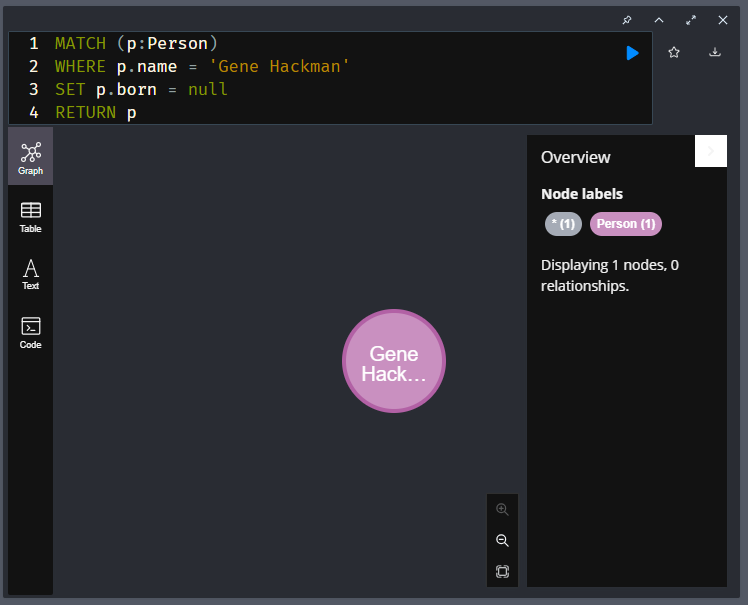 1 MATCH (p:Person)
2 WHERE p.name = 'Gene Hackman'
3 SET p.born = null
4 RETURN p
Graph
Table
Text
Code
Gene
Hack...
Overview
Node labels
* (1) Person (1)
Displaying 1 nodes, 0
relationships.